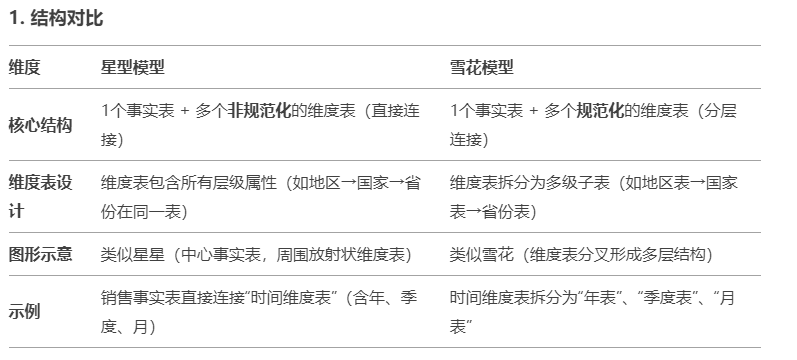 1. 结构对比
维度 星型模型 雪花模型
核心结构 1个事实表 + 多个非规范化的维度表（直接连接） 1个事实表 + 多个规范化的维度表（分层连接）
维度表设计 维度表包含所有层级属性（如地区→国家→省份在同一表） 维度表拆分为多级子表（如地区表→国家表→省份表）
图形示意 类似星星（中心事实表，周围放射状维度表） 类似雪花（维度表分叉形成多层结构）
示例 销售事实表直接连接"时间维度表"（含年、季度、月） 时间维度表拆分为"年表"、"季度表"、"月表"